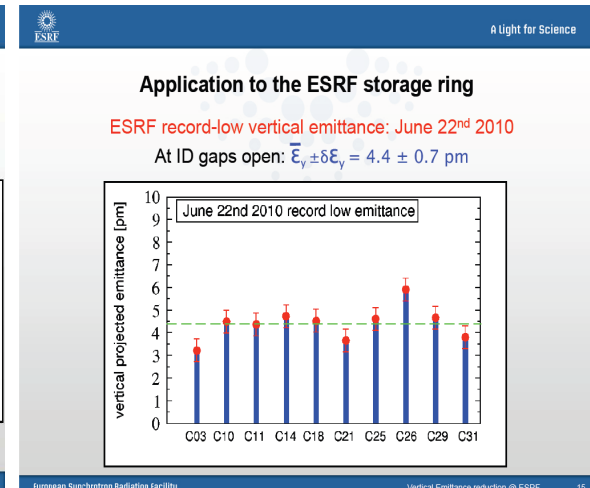 ESRF
A Light for Science
Application to the ESRF storage ring
ESRF record-low vertical emittance: June 22nd 2010
At ID gaps open: ε̅y ±δεy = 4.4 ± 0.7 pm
June 22nd 2010 record low emittance
vertical projected emittance [pm]
10
9
8
7
6
5
4
3
2
1
0
C03 C10 C11 C14 C18 C21 C25 C26 C29 C31
European Synchrotron Radiation Facility
Vertical Emittance reduction @ ESRF 15